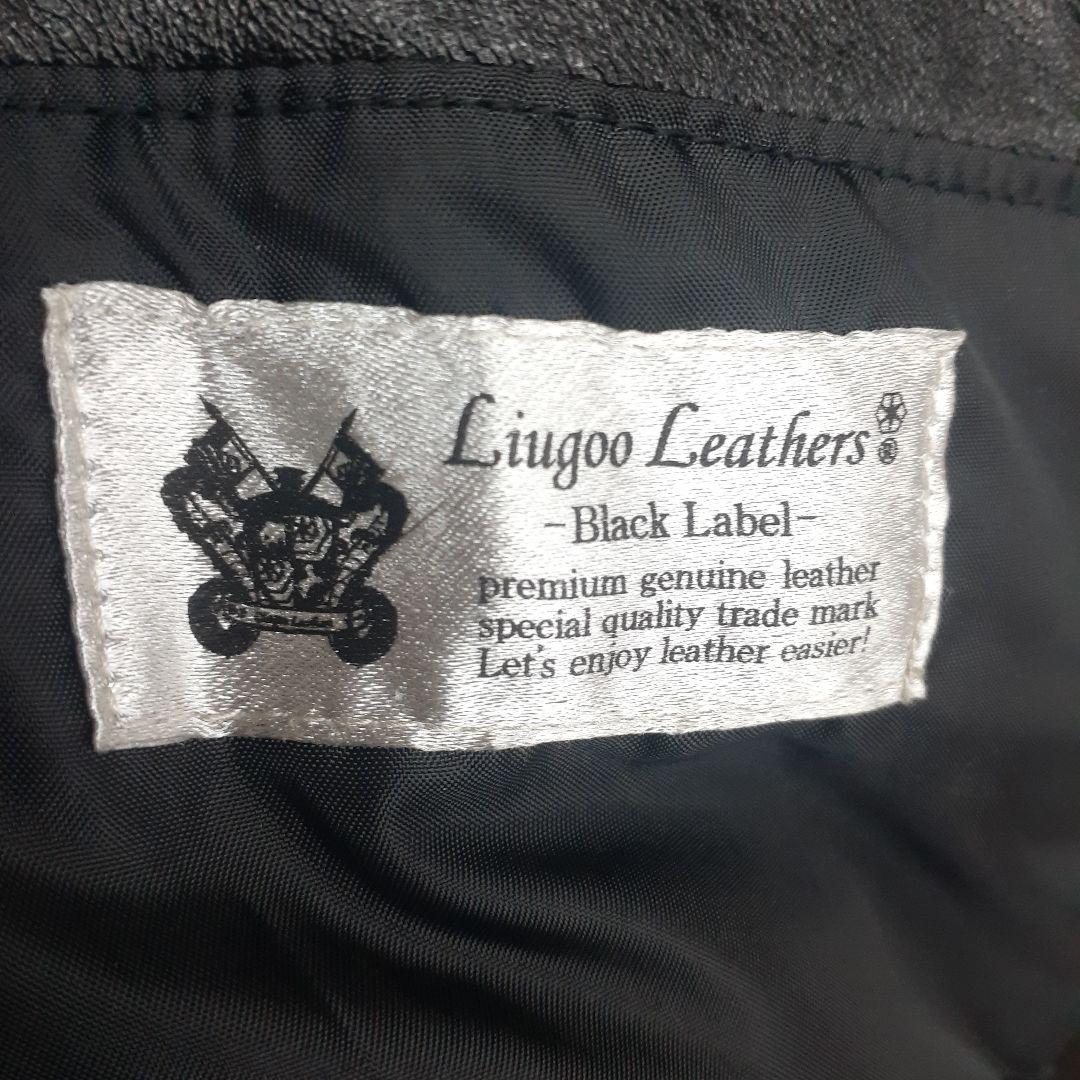 Liugoo Leathers®
-Black Label-
premium genuine leather
special quality trade mark
Let's enjoy leather easier!